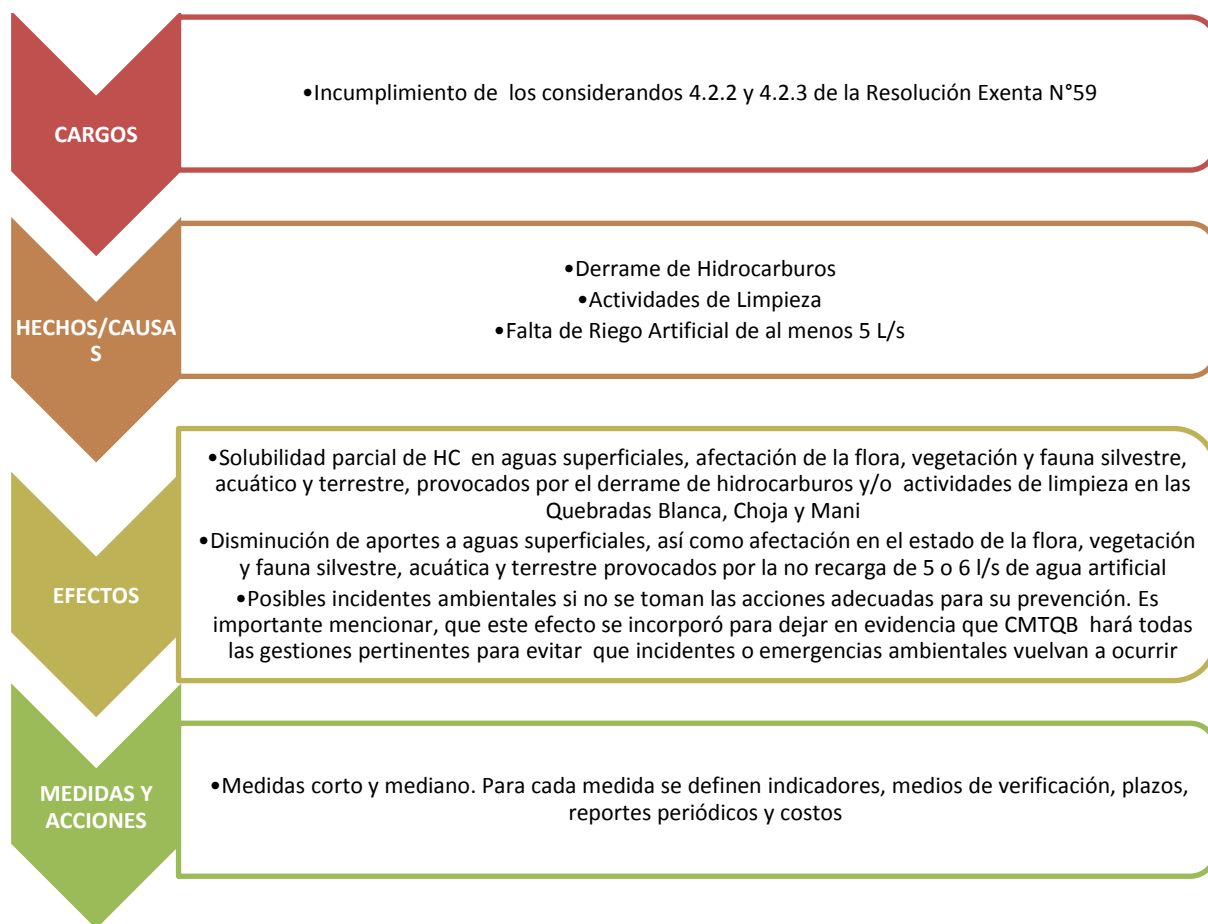 CARGOS
•Incumplimiento de  los considerandos 4.2.2 y 4.2.3 de la Resolución Exenta N°59
HECHOS/CAUSA
S
•Derrame de Hidrocarburos
•Actividades de Limpieza
•Falta de Riego Artificial de al menos 5 L/s
EFECTOS
•Solubilidad parcial de HC  en aguas superficiales, afectación de la flora, vegetación y fauna silvestre,
acuático y terrestre, provocados por el derrame de hidrocarburos y/o  actividades de limpieza en las
Quebradas Blanca, Choja y Mani
•Disminución de aportes a aguas superficiales, así como afectación en el estado de la flora, vegetación
y fauna silvestre, acuática y terrestre provocados por la no recarga de 5 o 6 l/s de agua artificial
•Posibles incidentes ambientales si no se toman las acciones adecuadas para su prevención. Es
importante mencionar, que este efecto se incorporó para dejar en evidencia que CMTQB  hará todas
las gestiones pertinentes para evitar  que incidentes o emergencias ambientales vuelvan a ocurrir
MEDIDAS Y
ACCIONES
•Medidas corto y mediano. Para cada medida se definen indicadores, medios de verificación, plazos,
reportes periódicos y costos